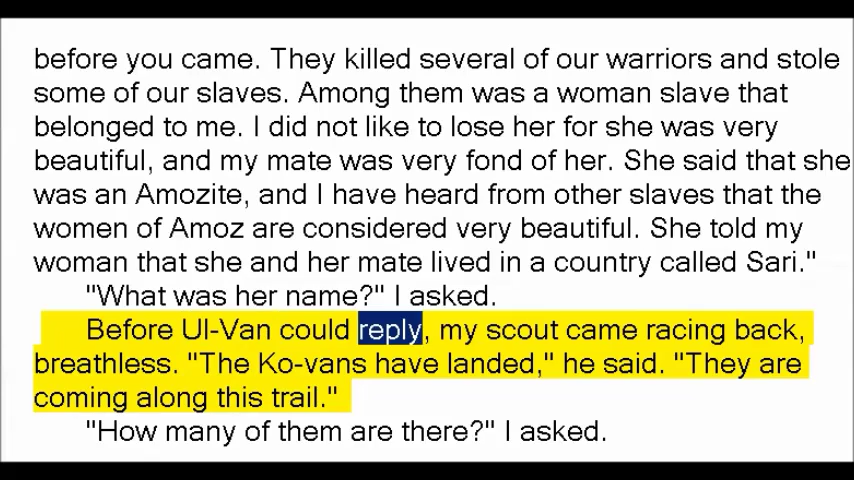 before you came. They killed several of our warriors and stole
some of our slaves. Among them was a woman slave that
belonged to me. I did not like to lose her for she was very
beautiful, and my mate was very fond of her. She said that she
was an Amozite, and I have heard from other slaves that the
women of Amoz are considered very beautiful. She told my
woman that she and her mate lived in a country called Sari."
"What was her name?" I asked.
Before Ul-Van could reply, my scout came racing back,
breathless. "The Ko-vans have landed," he said. "They are
coming along this trail."
"How many of them are there?" I asked.